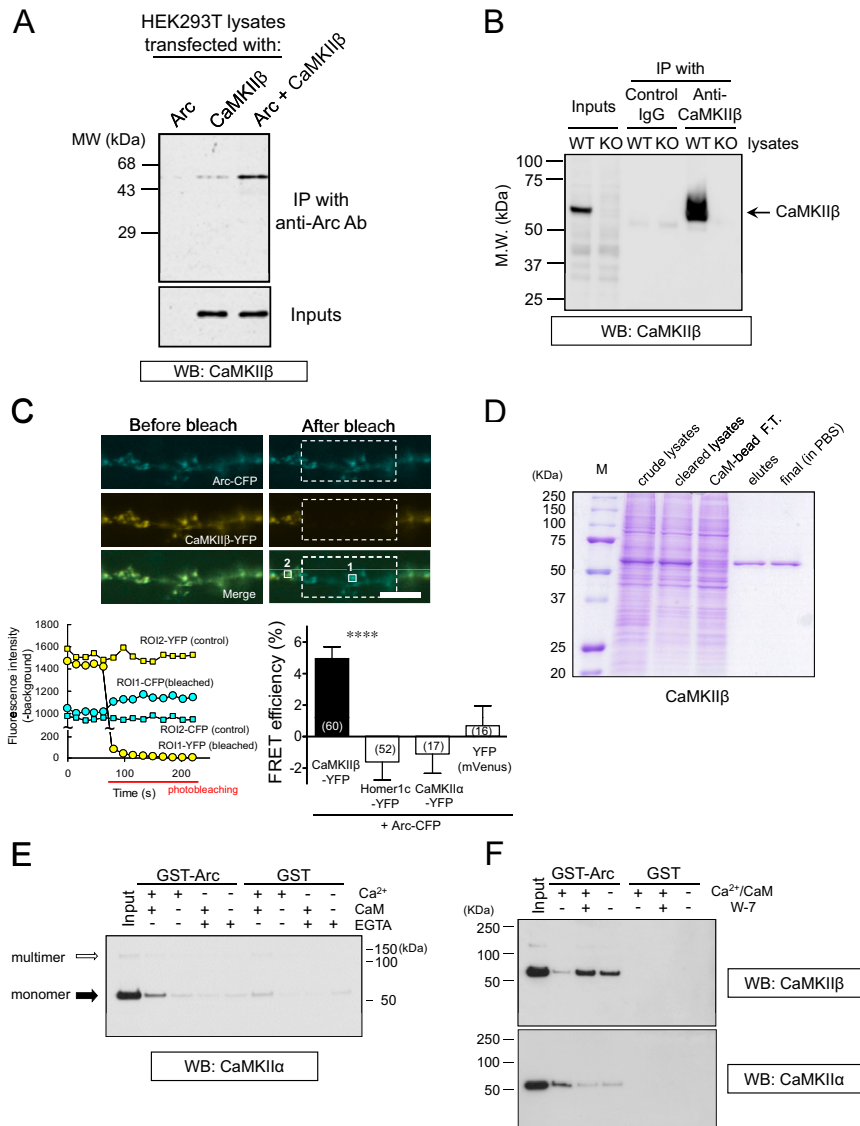 A
HEK293T lysates
transfected with:
Arc
CaMKIIβ
Arc + CaMKIIβ
MW (kDa)
68
43
29
IP with
anti-Arc Ab
Inputs
WB: CaMKIIβ
B
IP with
Inputs
Control
IgG
Anti-
CaMKIIβ
WT KO WT KO WT KO lysates
M.W. (kDa)
100
75
50
37
25
CaMKIIβ
WB: CaMKIIβ
C
Before bleach
After bleach
Arc-CFP
CaMKIIβ-YFP
Merge
2
1
Fluorescence intensity
(-background)
1800
1600
1400
1200
1000
200
0
ROI2-YFP (control)
ROI1-CFP(bleached)
ROI2-CFP (control)
ROI1-YFP (bleached)
0 100 200
Time (s)
photobleaching
FRET efficiency (%)
6
4
2
0
-2
****
(60)
(52)
(17)
(16)
CaMKIIβ
-YFP
Homer1c
-YFP
CaMKIIα
-YFP
YFP
(mVenus)
+ Arc-CFP
D
(KDa)
M
crude lysates
cleared lysates
CaM-bead F.T.
elutes
final (in PBS)
250
150
100
75
50
37
25
20
CaMKIIβ
E
GST-Arc
GST
Input
+ + - - + + - - Ca²⁺
+ - + - + - + - CaM
- - + + - - + + EGTA
multimer
monomer
150 (kDa)
100
50
WB: CaMKIIα
F
GST-Arc
GST
Input
+ + - + + - Ca²⁺/CaM
- + - - + - W-7
(KDa)
250
100
50
WB: CaMKIIβ
250
100
50
WB: CaMKIIα